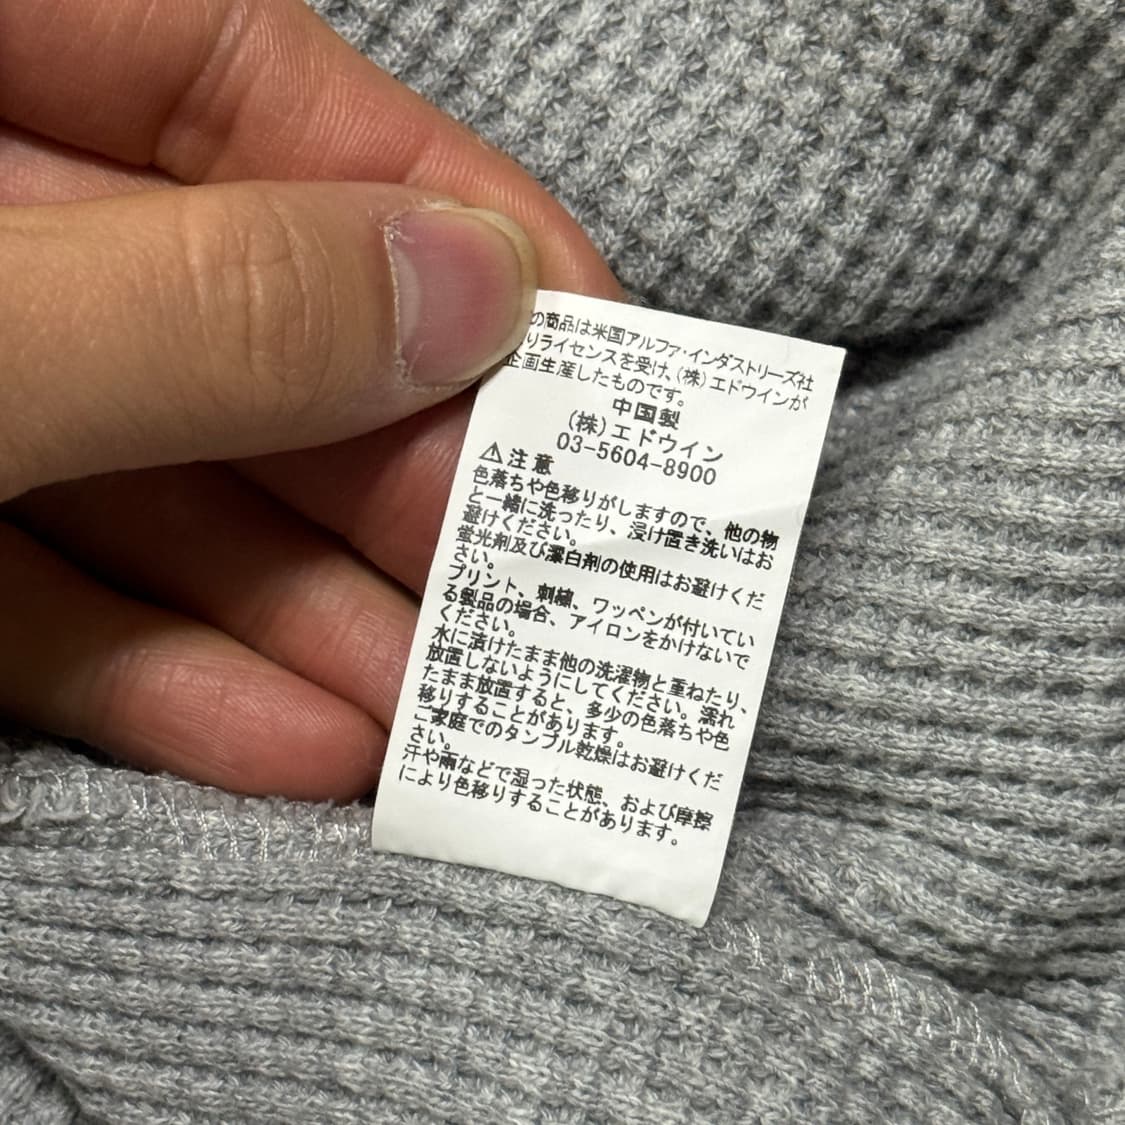 の商品は米国アルファ・インダストリーズ社
りライセンスを受け、(株)エドウインが
企画生産したものです。
中国製
(株)エドウイン
03-5604-8900
⚠注意
色落ちや色移りがしますので、他の物
と一緒に洗ったり、浸け置き洗いはお
避けください。
蛍光剤及び漂白剤の使用はお避けくだ
さい。
プリント、刺繍、ワッペンが付いてい
る製品の場合、アイロンをかけないで
ください。
水に漬けたまま他の洗濯物と重ねたり、
放置しないようにしてください。濡れ
たまま放置すると、多少の色落ちや色
移りすることがあります。
ご家庭でのタンブル乾燥はお避けくだ
さい。
汗や雨などで湿った状態、および摩擦
により色移りすることがあります。